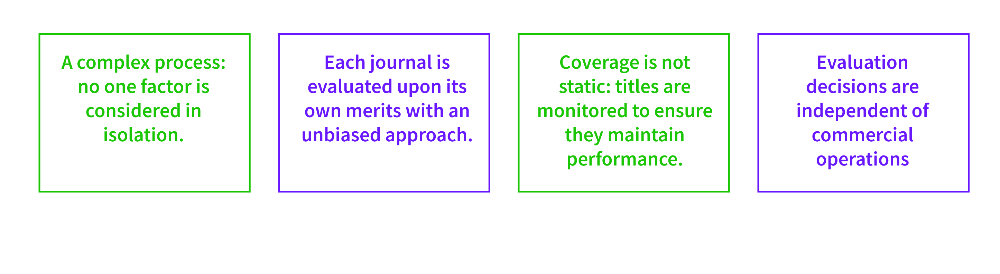 A complex process:
no one factor is
considered in
isolation.
Each journal is
evaluated upon its
own merits with an
unbiased approach.
Coverage is not
static: titles are
monitored to ensure
they maintain
performance.
Evaluation
decisions are
independent of
commercial
operations